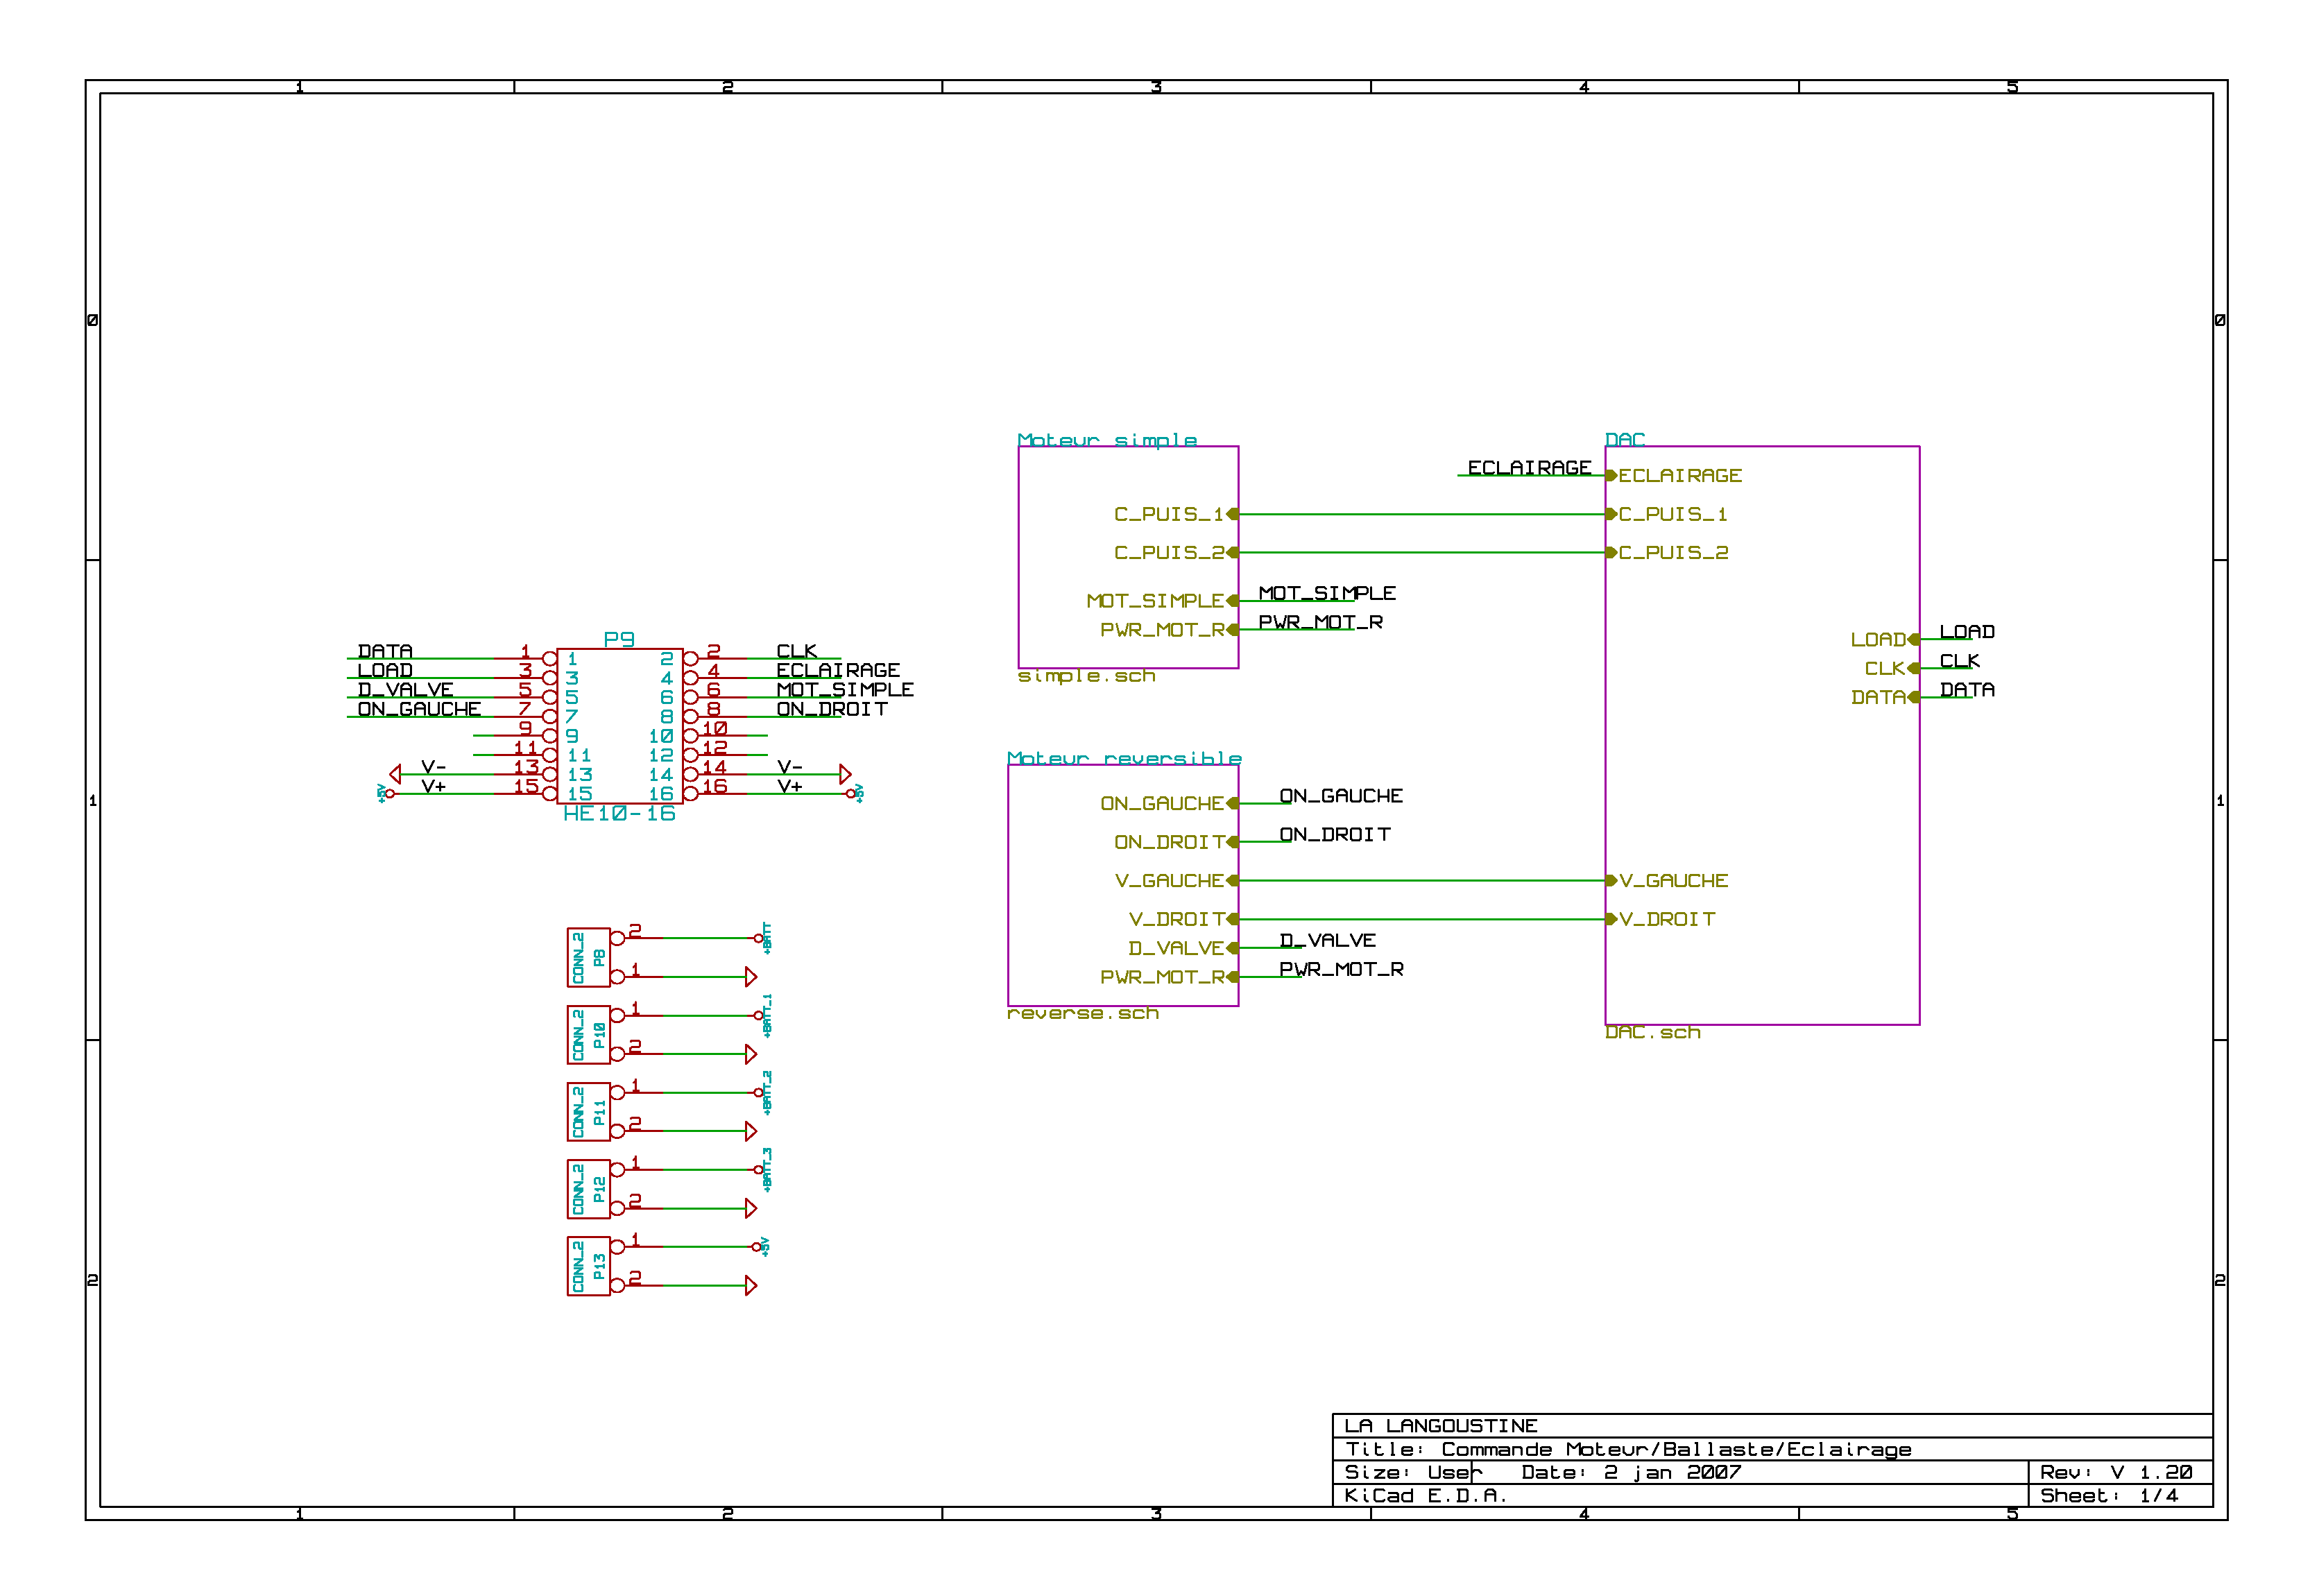 1 2 3 4 5
0 0
1 1
2 2
P9
DATA 1 1 2 2 CLK
LOAD 3 3 4 4 ECLAIRAGE
D_VALVE 5 5 6 6 MOT_SIMPLE
ON_GAUCHE 7 7 8 8 ON_DROIT
9 9 10 10
11 11 12 12
V- 13 13 14 14 V-
+5V V+ 15 15 16 16 V+ +5V
HE10-16
CONN_2 P8 2 +BATT
1
CONN_2 P10 1 +BATT_1
2
CONN_2 P11 1 +BATT_2
2
CONN_2 P12 1 +BATT_3
2
CONN_2 P13 1 +5V
2
Moteur simple
C_PUIS_1
C_PUIS_2
MOT_SIMPLE MOT_SIMPLE
PWR_MOT_R PWR_MOT_R
simple.sch
Moteur reversible
ON_GAUCHE ON_GAUCHE
ON_DROIT ON_DROIT
V_GAUCHE
V_DROIT
D_VALVE D_VALVE
PWR_MOT_R PWR_MOT_R
reverse.sch
DAC
ECLAIRAGE ECLAIRAGE
C_PUIS_1
C_PUIS_2
LOAD LOAD
CLK CLK
DATA DATA
V_GAUCHE
V_DROIT
DAC.sch
LA LANGOUSTINE
Title: Commande Moteur/Ballaste/Eclairage
Size: User Date: 2 jan 2007 Rev: V 1.20
KiCad E.D.A. Sheet: 1/4
1 2 3 4 5